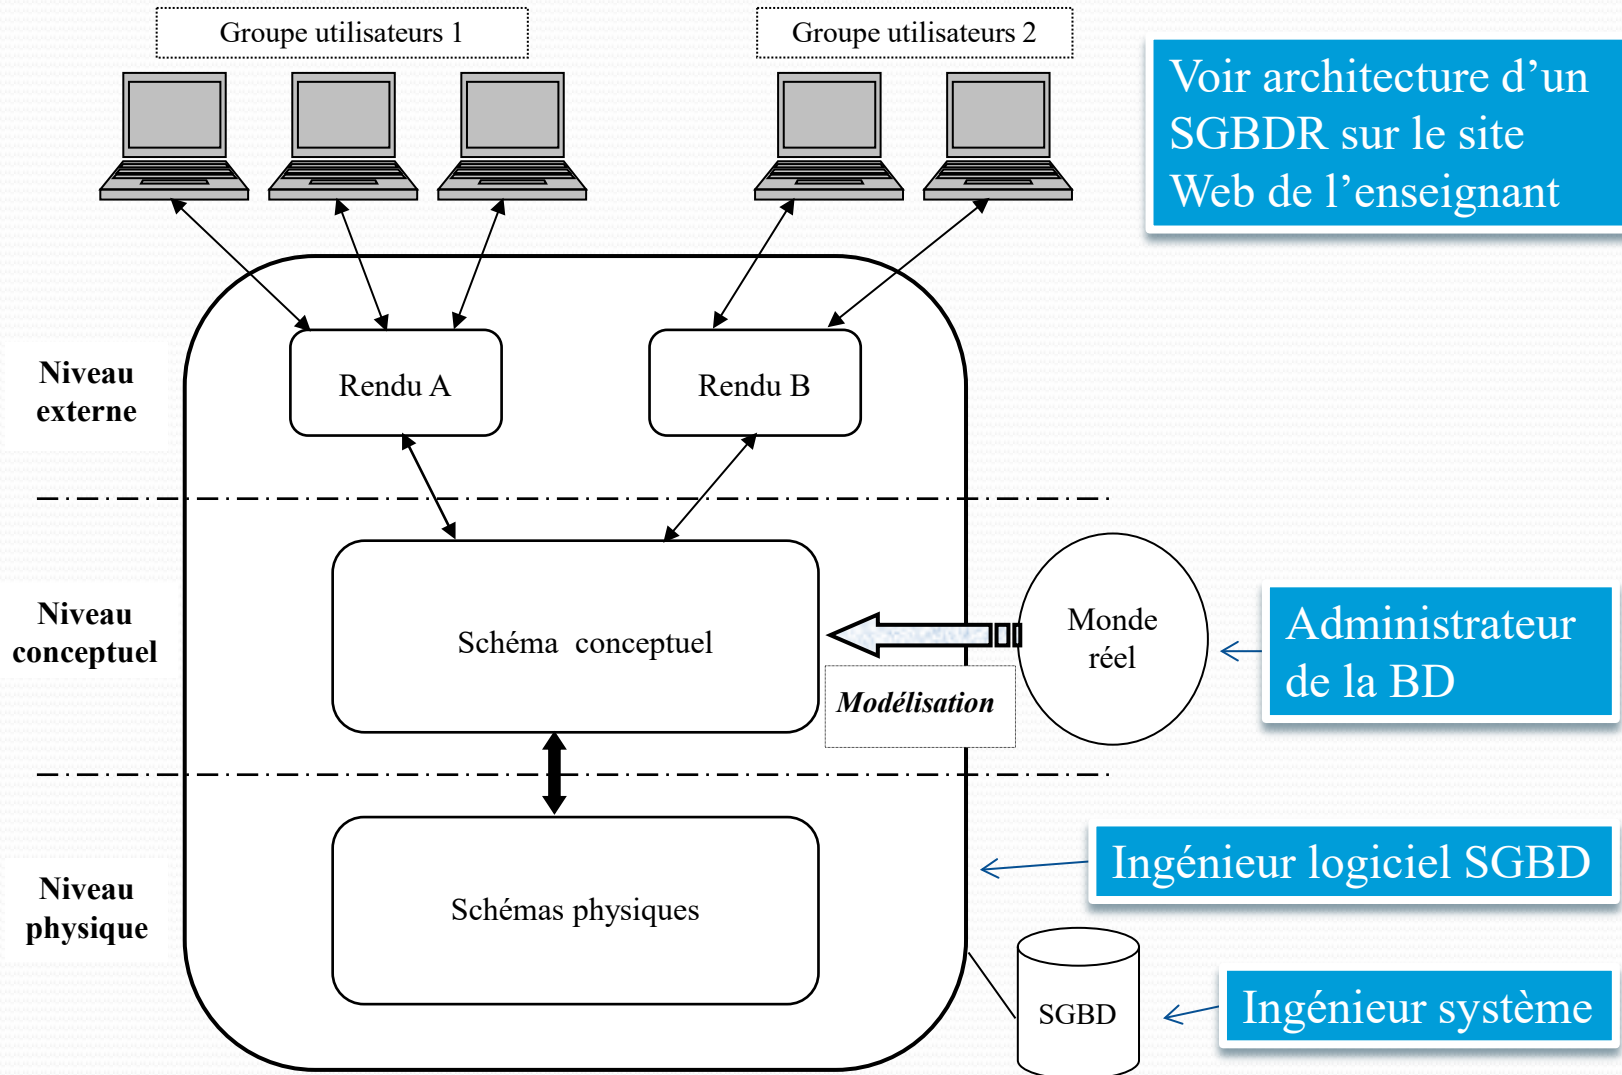 Groupe utilisateurs 1
Groupe utilisateurs 2
Voir architecture d’un
SGBDR sur le site
Web de l’enseignant
Niveau
externe
Rendu A
Rendu B
Niveau
conceptuel
Schéma conceptuel
Modélisation
Monde
réel
Administrateur
de la BD
Niveau
physique
Schémas physiques
Ingénieur logiciel SGBD
SGBD
Ingénieur système